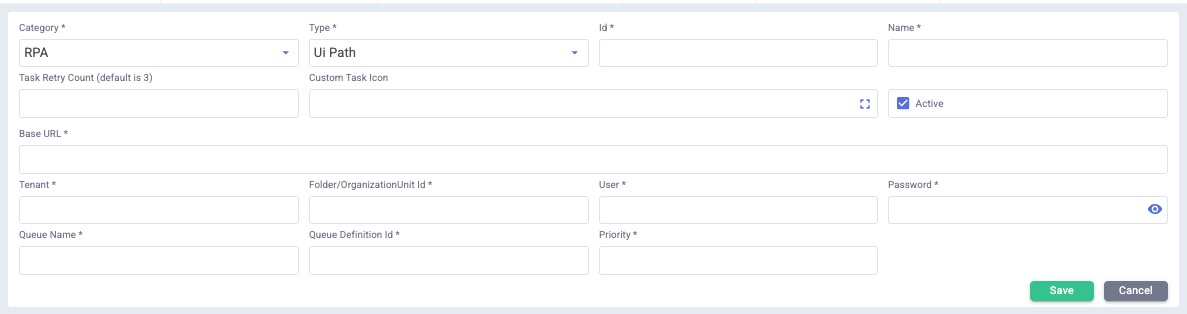 Category * Type * Id * Name *
RPA Ui Path
Task Retry Count (default is 3) Custom Task Icon
Active
Base URL *
Tenant * Folder/OrganizationUnit Id * User * Password *
Queue Name * Queue Definition Id * Priority *
Save Cancel